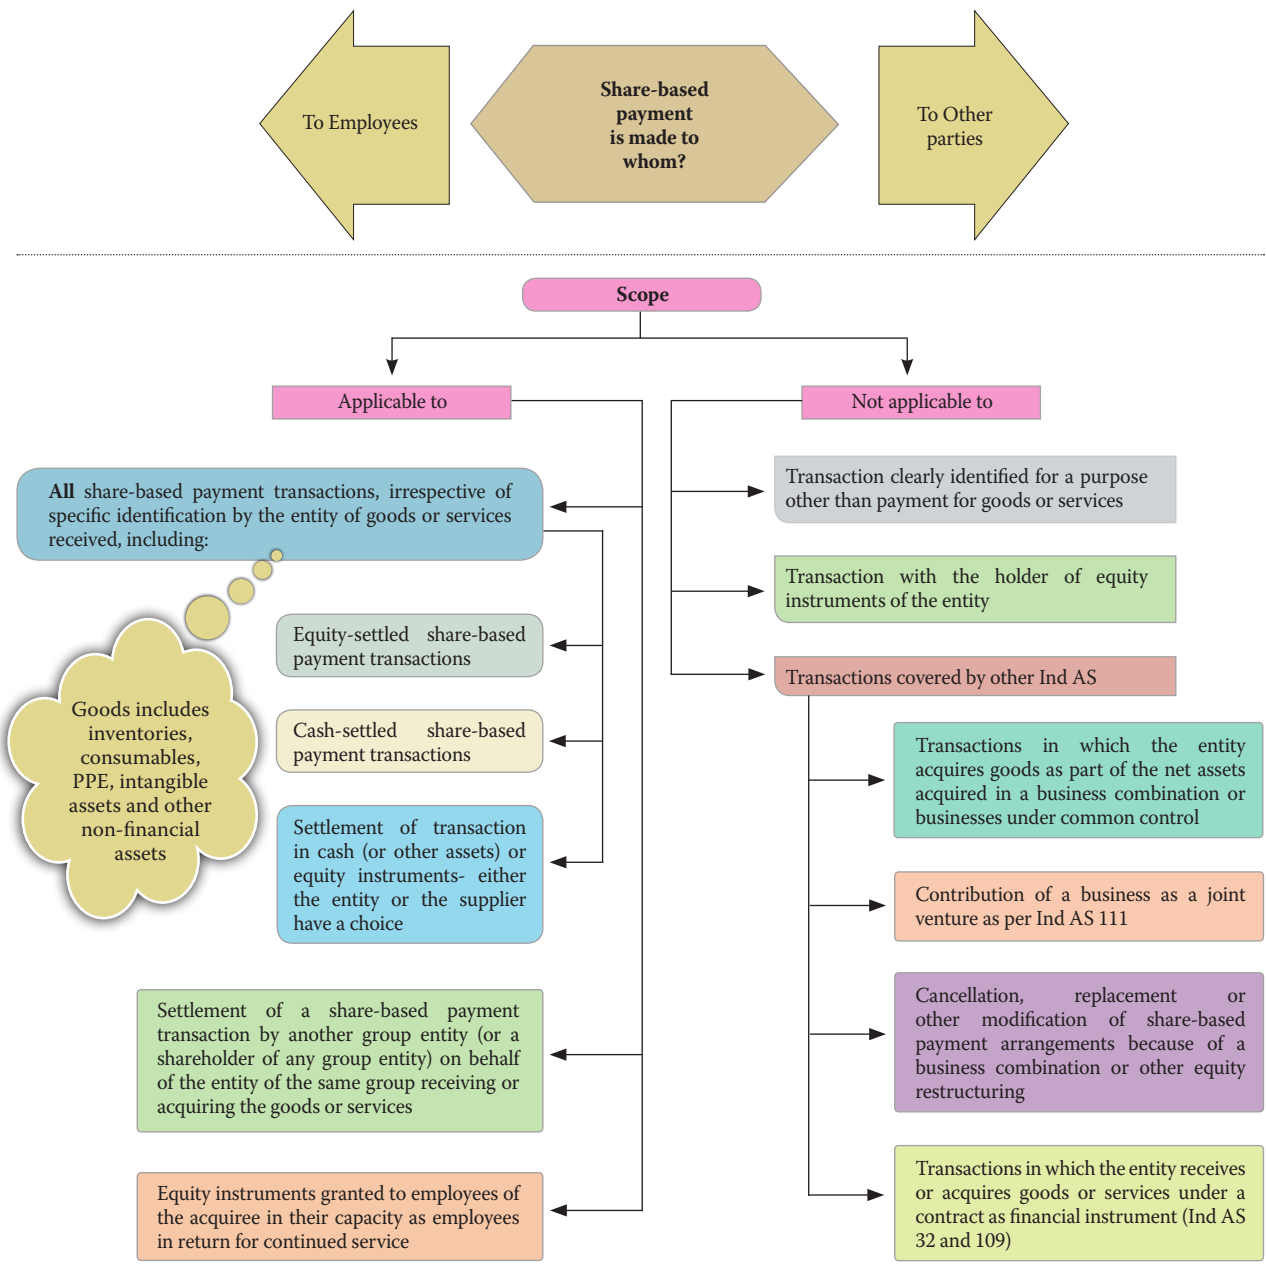 To Employees
Share-based
payment
is made to
whom?
To Other
parties
Scope
Applicable to
Not applicable to
All share-based payment transactions, irrespective of
specific identification by the entity of goods or services
received, including:
Equity-settled share-based
payment transactions
Cash-settled share-based
payment transactions
Settlement of transaction
in cash (or other assets) or
equity instruments- either
the entity or the supplier
have a choice
Goods includes
inventories,
consumables,
PPE, intangible
assets and other
non-financial
assets
Settlement of a share-based payment
transaction by another group entity (or a
shareholder of any group entity) on behalf
of the entity of the same group receiving or
acquiring the goods or services
Equity instruments granted to employees of
the acquiree in their capacity as employees
in return for continued service
Transaction clearly identified for a purpose
other than payment for goods or services
Transaction with the holder of equity
instruments of the entity
Transactions covered by other Ind AS
Transactions in which the entity
acquires goods as part of the net assets
acquired in a business combination or
businesses under common control
Contribution of a business as a joint
venture as per Ind AS 111
Cancellation, replacement or
other modification of share-based
payment arrangements because of a
business combination or other equity
restructuring
Transactions in which the entity receives
or acquires goods or services under a
contract as financial instrument (Ind AS
32 and 109)